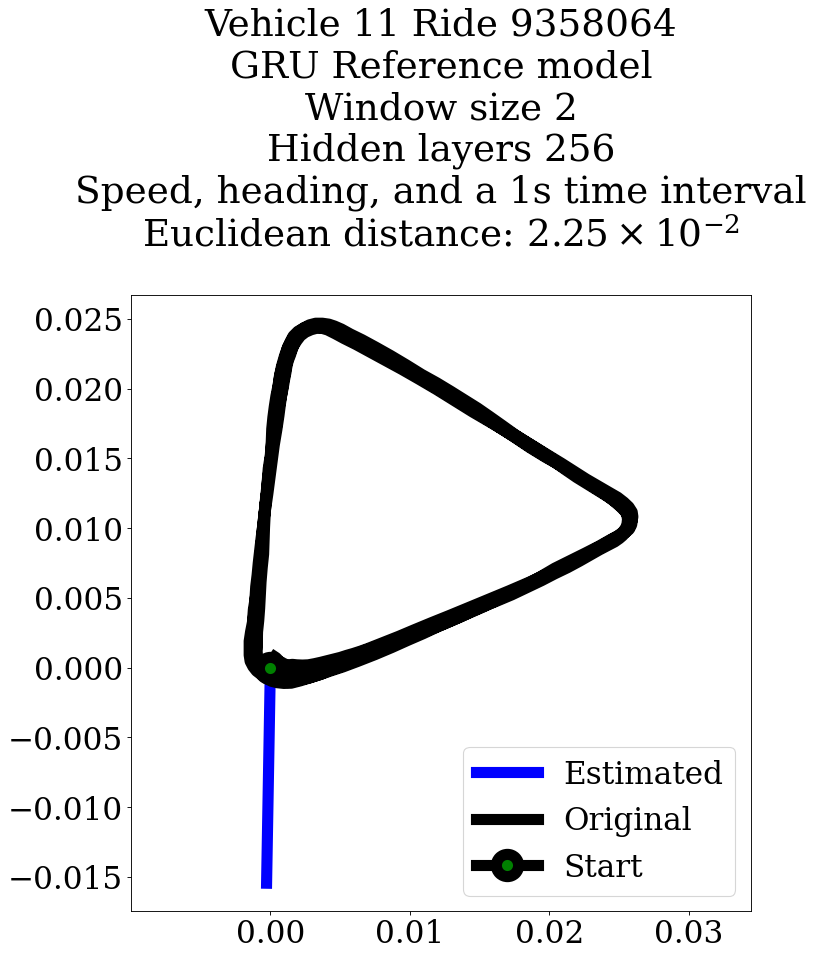 Vehicle 11 Ride 9358064
GRU Reference model
Window size 2
Hidden layers 256
Speed, heading, and a 1s time interval
Euclidean distance: 2.25 × 10⁻²
0.025
0.020
0.015
0.010
0.005
0.000
−0.005
−0.010
−0.015
Estimated
Original
Start
0.00 0.01 0.02 0.03